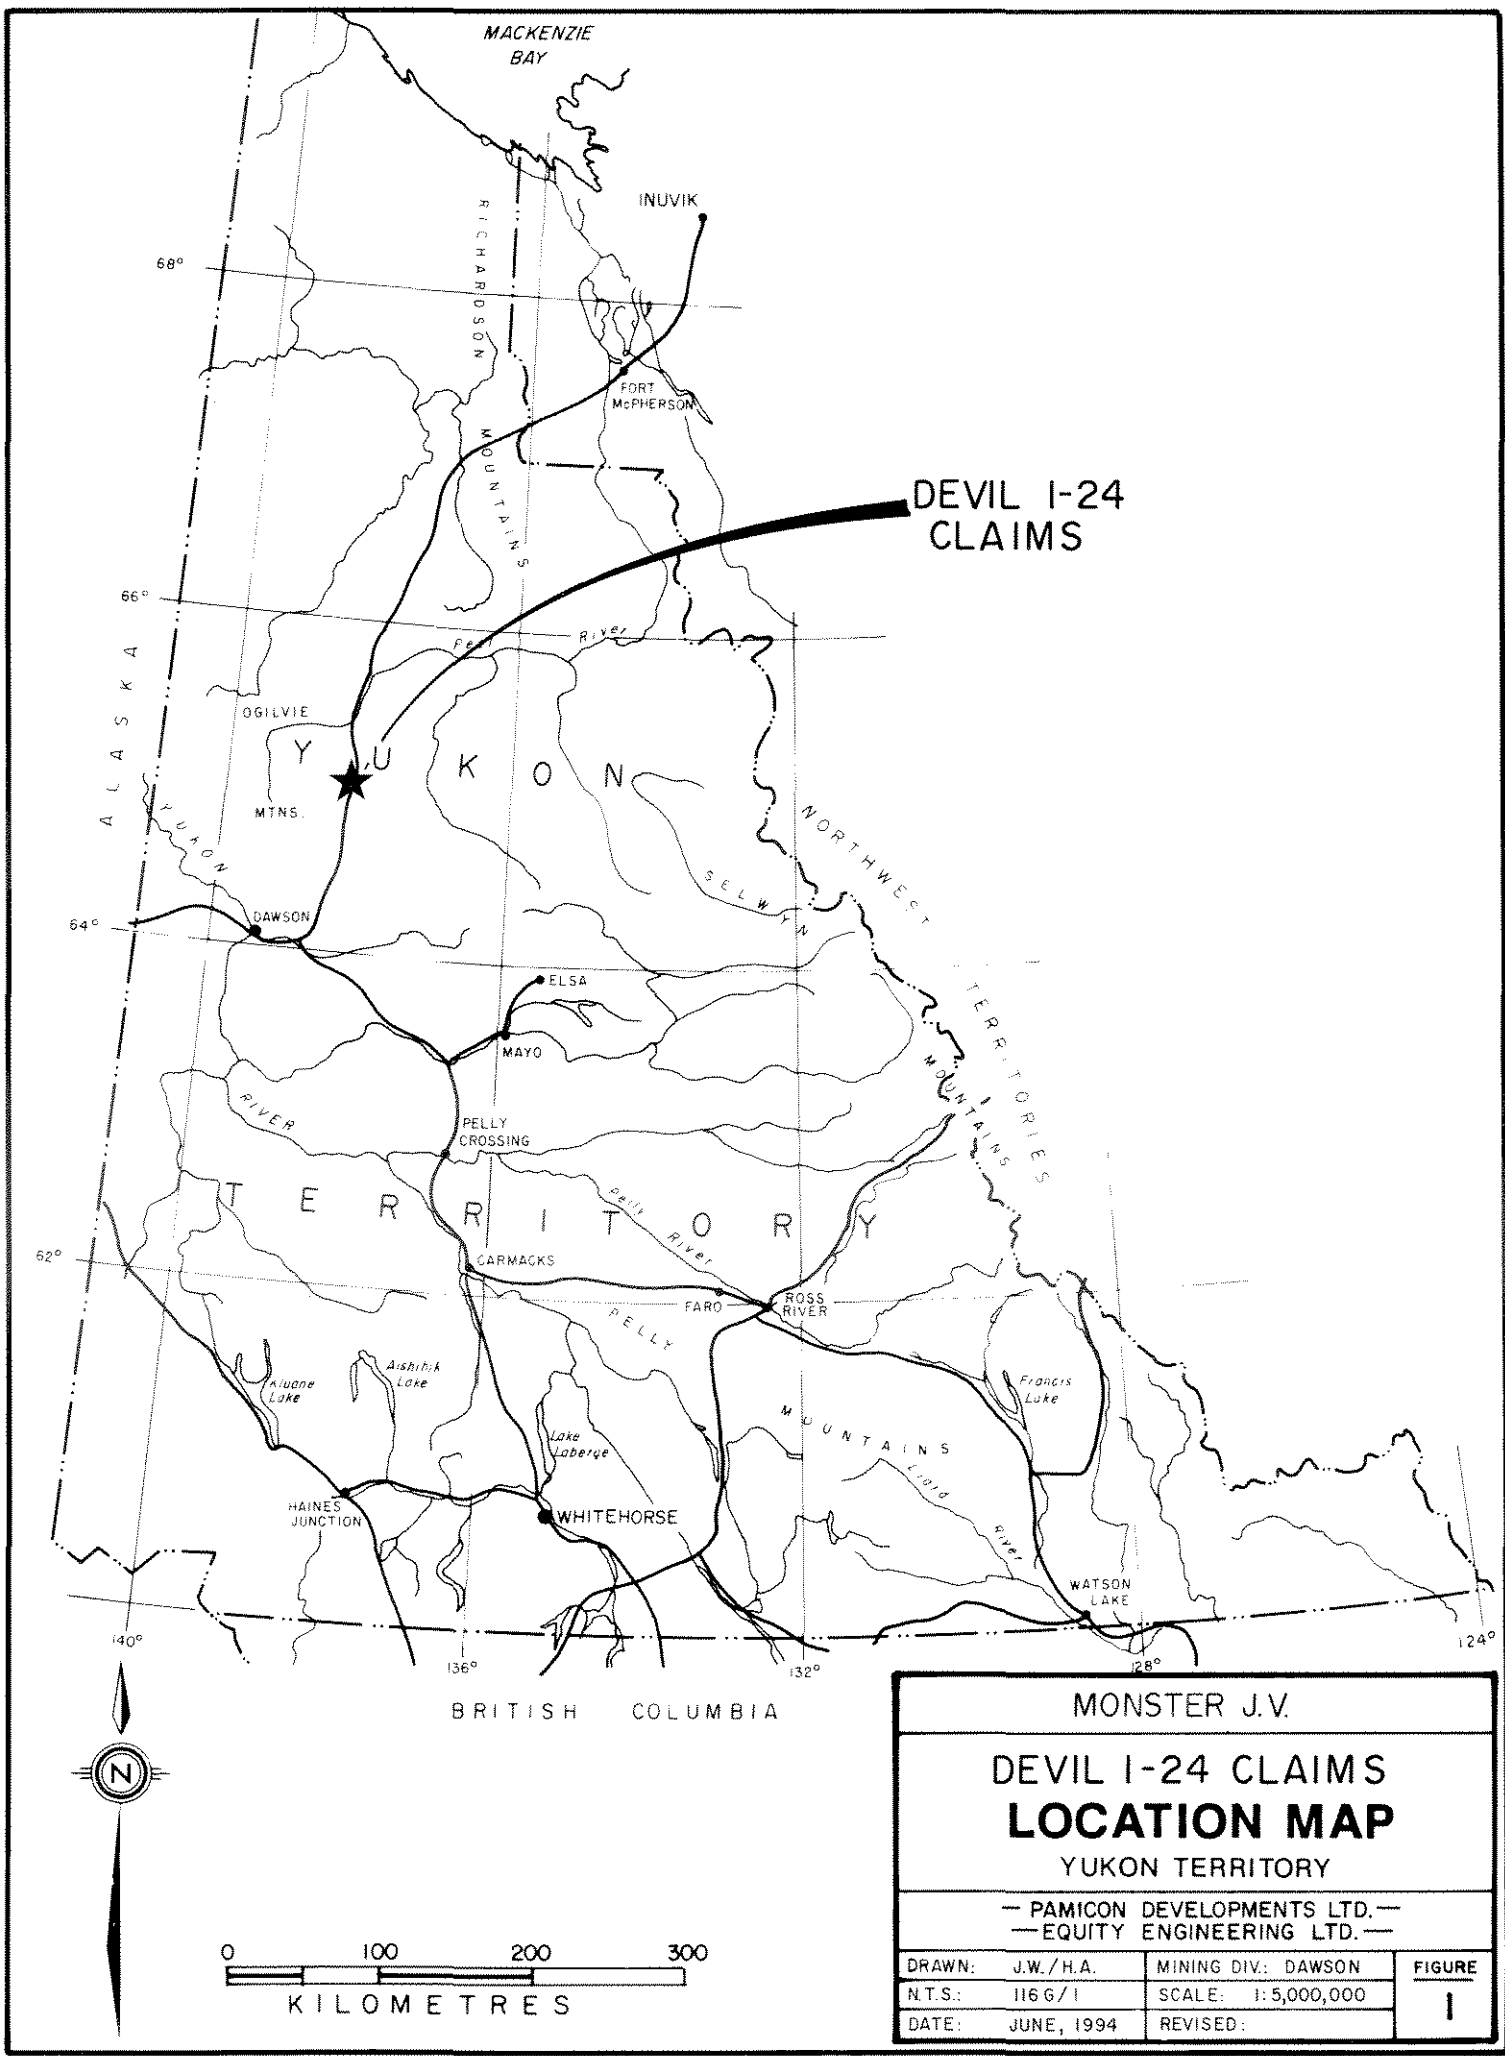 MACKENZIE
BAY
INUVIK
68°
RICHARDSON
MOUNTAINS
FORT
McPHERSON
DEVIL 1-24
CLAIMS
66°
Peel River
ALASKA
OGILVIE
MTNS.
YUKON
YUKON
RIVER
NORTHWEST
TERRITORIES
SELWYN
MOUNTAINS
64°
DAWSON
ELSA
MAYO
PELLY
CROSSING
TERRITORY
Pelly River
62°
CARMACKS
FARO
ROSS
RIVER
PELLY
MOUNTAINS
Kluane
Lake
Aishihik
Lake
Francis
Lake
Lake
Laberge
Liard River
HAINES
JUNCTION
WHITEHORSE
WATSON
LAKE
140°
136°
132°
128°
124°
BRITISH COLUMBIA
N
0 100 200 300
KILOMETRES
MONSTER J.V.
DEVIL 1-24 CLAIMS
LOCATION MAP
YUKON TERRITORY
— PAMICON DEVELOPMENTS LTD. —
— EQUITY ENGINEERING LTD. —
DRAWN: J.W./H.A. MINING DIV.: DAWSON FIGURE
N.T.S.: 116 G/1 SCALE: 1:5,000,000 1
DATE: JUNE, 1994 REVISED: